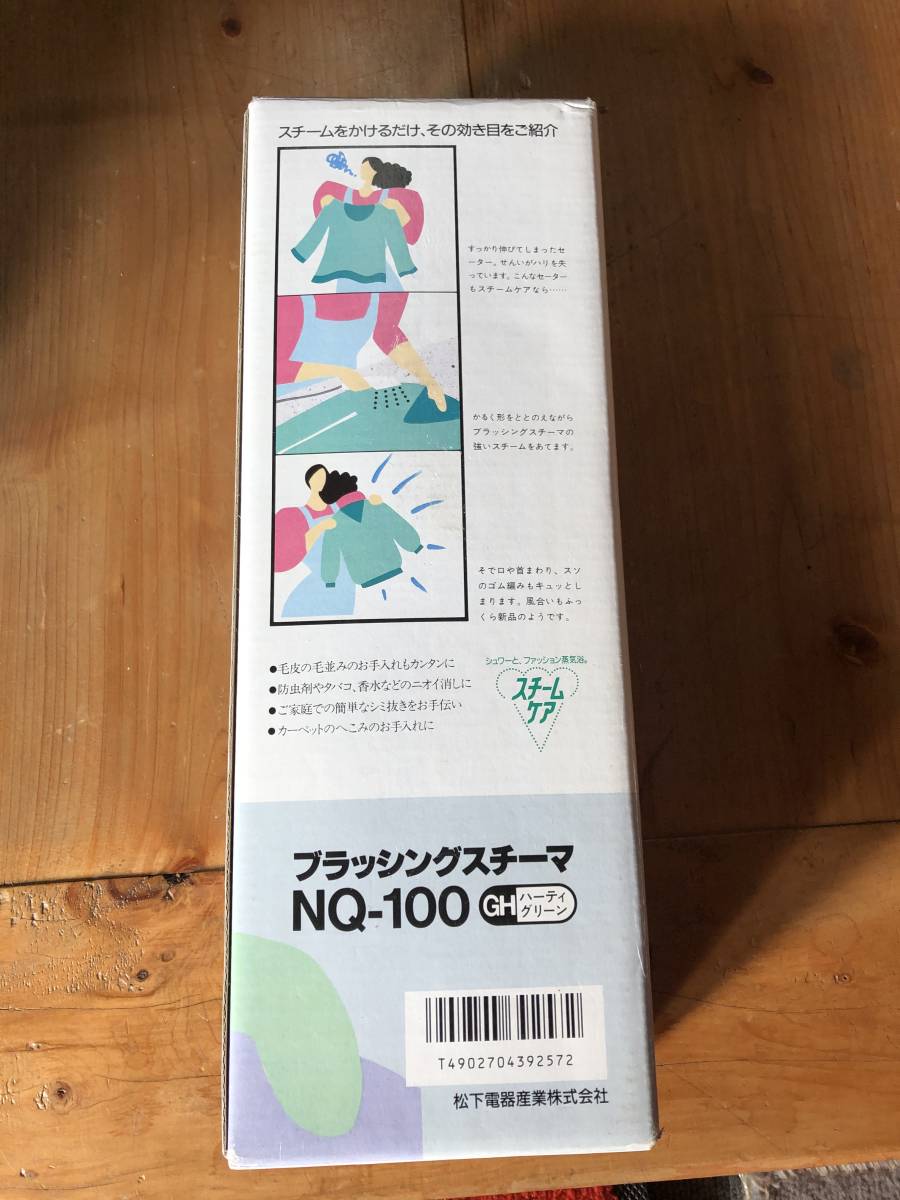 スチームをかけるだけ、その効き目をご紹介
すっかり伸びてしまったセ
ーター。せんいがハリを失
っています。こんなセーター
もスチームケアなら……
かるく形をととのえながら
ブラッシングスチーマの
強いスチームをあてます。
そで口や首まわり、スソ
のゴム編みもキュッとし
まります。風合いもふっ
くら新品のようです。
●毛皮の毛並みのお手入れもカンタンに
●防虫剤やタバコ、香水などのニオイ消しに
●ご家庭での簡単なシミ抜きをお手伝い
●カーペットのへこみのお手入れに
シュワーと、ファッション蒸気浴。
スチーム
ケア
ブラッシングスチーマ
NQ-100 GH ハーティ
グリーン
T4902704392572
松下電器産業株式会社